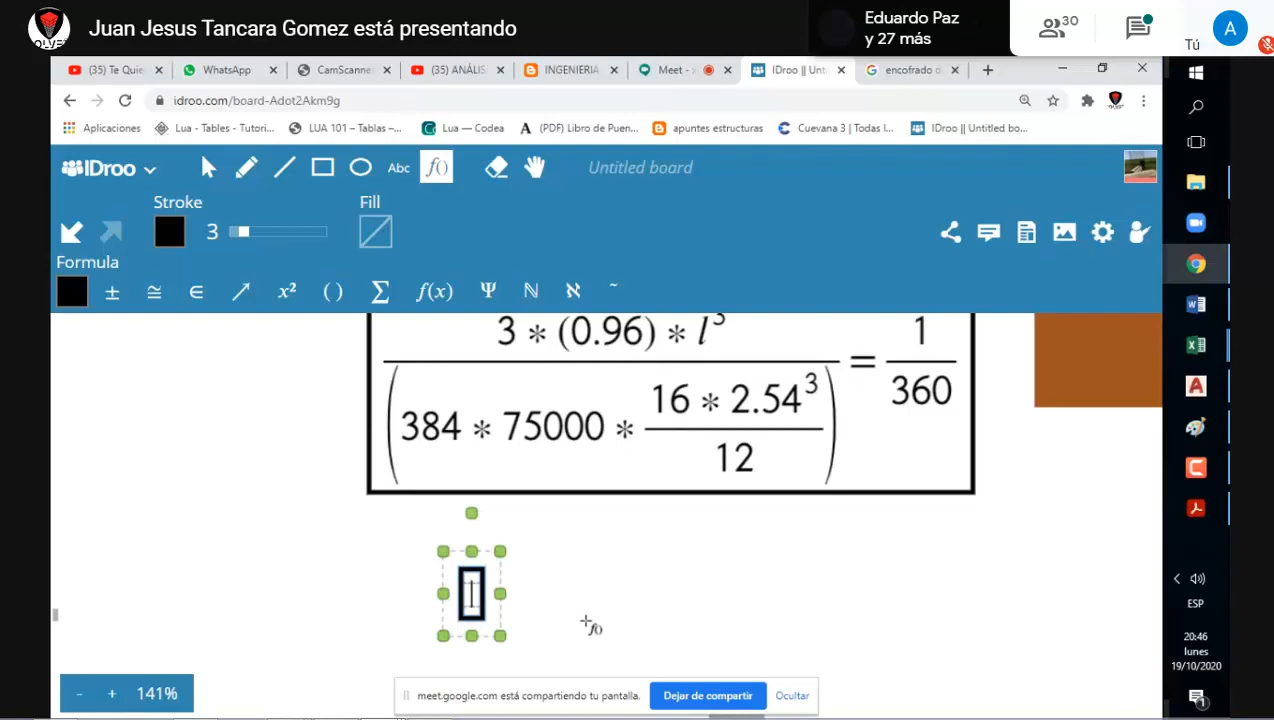 Juan Jesus Tancara Gomez está presentando
Eduardo Paz
y 27 más
30
Tú
A
(35) Te Quie
WhatsApp
CamScanne
(35) ANÁLIS
INGENIERIA
Meet - s
IDroo || Unt
encofrado d
idroo.com/board-Adot2Akm9g
Aplicaciones
Lua - Tables - Tutori...
LUA 101 – Tablas –...
Lua — Codea
(PDF) Libro de Puen...
apuntes estructuras
Cuevana 3 | Todas l...
IDroo || Untitled bo...
IDroo
Abc
f()
Untitled board
Stroke
3
Fill
Formula
± ≅ ∈ x² ( ) Σ f(x) Ψ ℕ ℵ ~
3 * (0.96) * l³
1
=
360
384 * 75000 *
16 * 2.54³
12
f()
- + 141%
meet.google.com está compartiendo tu pantalla.
Dejar de compartir
Ocultar
ESP
20:46
lunes
19/10/2020
1